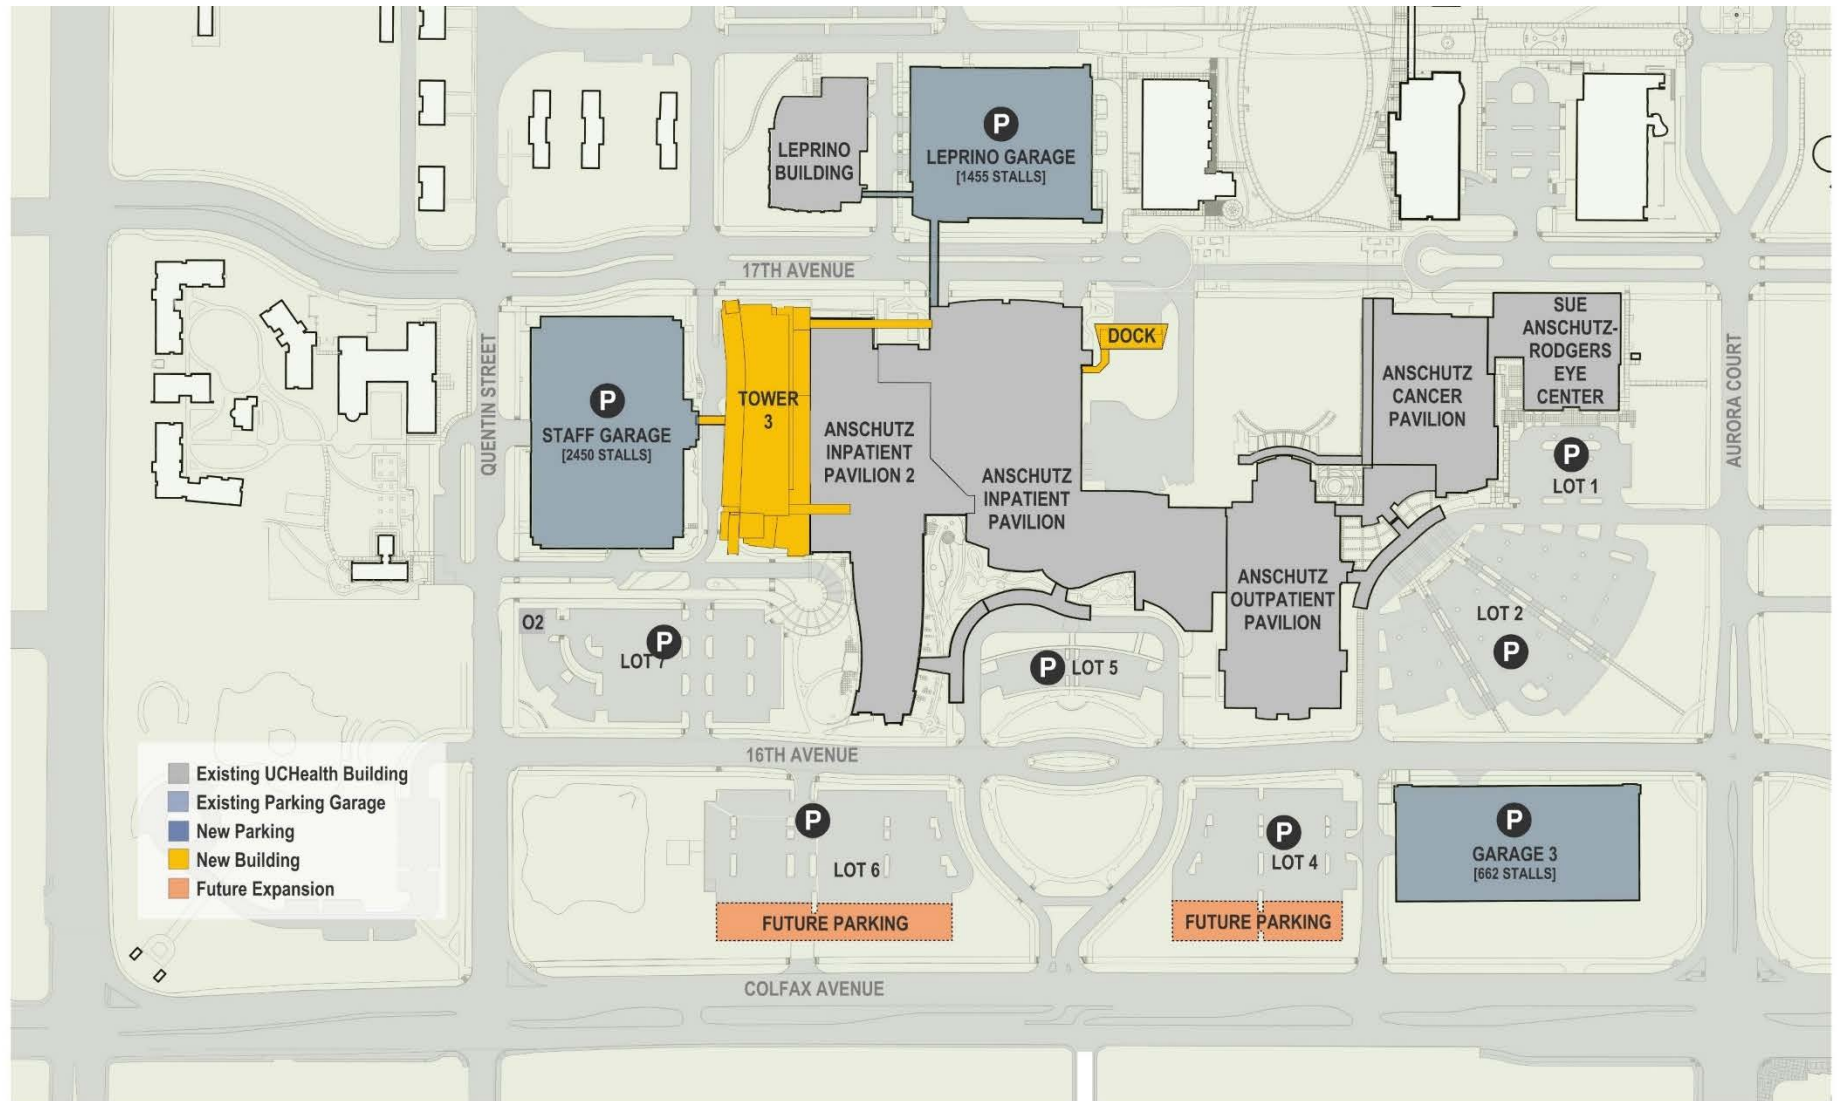 P
LEPRINO
BUILDING
LEPRINO GARAGE
[1455 STALLS]
17TH AVENUE
SUE
ANSCHUTZ-
RODGERS
EYE
CENTER
DOCK
QUENTIN STREET
AURORA COURT
P
STAFF GARAGE
[2450 STALLS]
TOWER
3
ANSCHUTZ
INPATIENT
PAVILION 2
ANSCHUTZ
INPATIENT
PAVILION
ANSCHUTZ
CANCER
PAVILION
P
LOT 1
ANSCHUTZ
OUTPATIENT
PAVILION
LOT 2
P
O2
P
LOT 7
P
LOT 5
16TH AVENUE
Existing UCHealth Building
Existing Parking Garage
New Parking
New Building
Future Expansion
P
LOT 6
P
LOT 4
P
GARAGE 3
[662 STALLS]
FUTURE PARKING
FUTURE PARKING
COLFAX AVENUE